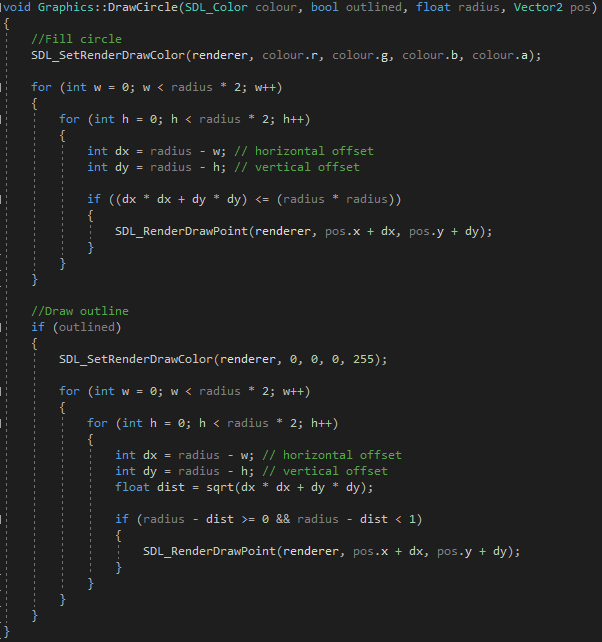 void Graphics::DrawCircle(SDL_Color colour, bool outlined, float radius, Vector2 pos)
{
    //Fill circle
    SDL_SetRenderDrawColor(renderer, colour.r, colour.g, colour.b, colour.a);

    for (int w = 0; w < radius * 2; w++)
    {
        for (int h = 0; h < radius * 2; h++)
        {
            int dx = radius - w; // horizontal offset
            int dy = radius - h; // vertical offset

            if ((dx * dx + dy * dy) <= (radius * radius))
            {
                SDL_RenderDrawPoint(renderer, pos.x + dx, pos.y + dy);
            }
        }
    }

    //Draw outline
    if (outlined)
    {
        SDL_SetRenderDrawColor(renderer, 0, 0, 0, 255);

        for (int w = 0; w < radius * 2; w++)
        {
            for (int h = 0; h < radius * 2; h++)
            {
                int dx = radius - w; // horizontal offset
                int dy = radius - h; // vertical offset
                float dist = sqrt(dx * dx + dy * dy);

                if (radius - dist >= 0 && radius - dist < 1)
                {
                    SDL_RenderDrawPoint(renderer, pos.x + dx, pos.y + dy);
                }
            }
        }
    }
}